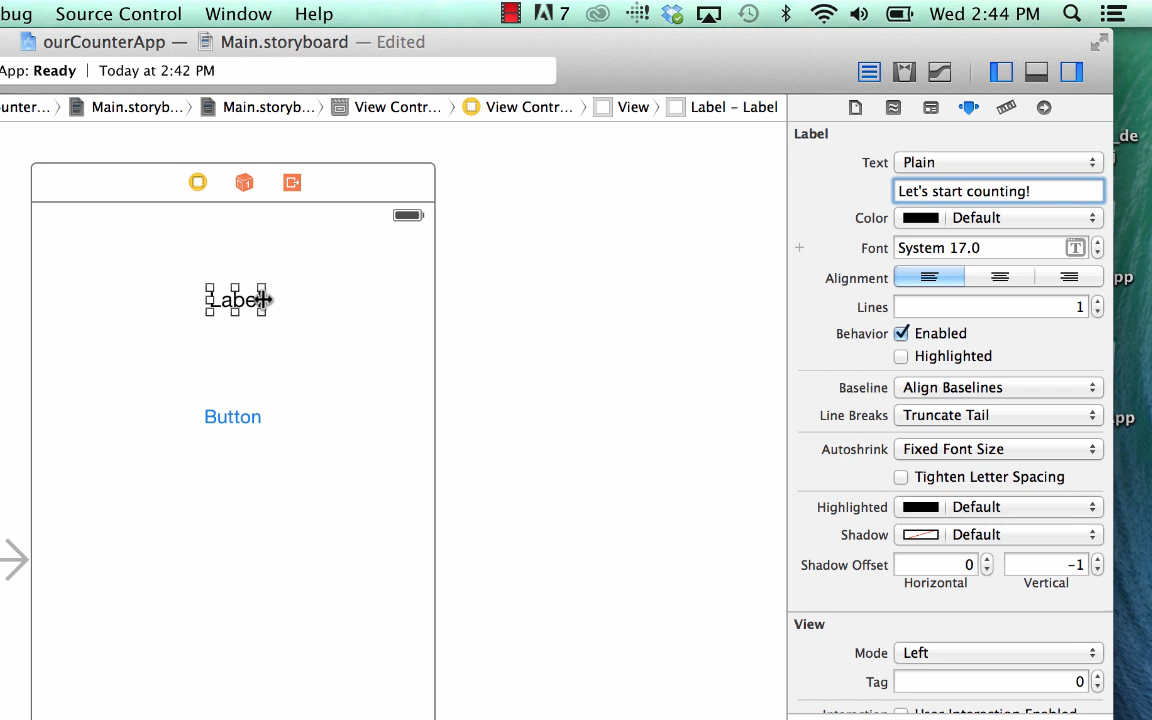 bug Source Control Window Help 7 Wed 2:44 PM
ourCounterApp — Main.storyboard — Edited
App: Ready | Today at 2:42 PM
unter... Main.storyb... Main.storyb... View Contr... View Contr... View Label – Label
Label
Text Plain
Let's start counting!
Color Default
Font System 17.0 T
Alignment
Lines 1
Behavior Enabled
Highlighted
Baseline Align Baselines
Line Breaks Truncate Tail
Autoshrink Fixed Font Size
Tighten Letter Spacing
Highlighted Default
Shadow Default
Shadow Offset 0 −1
Horizontal Vertical
View
Mode Left
Tag 0
Interaction User Interaction Enabled
Label
Button
_de
pp
pp